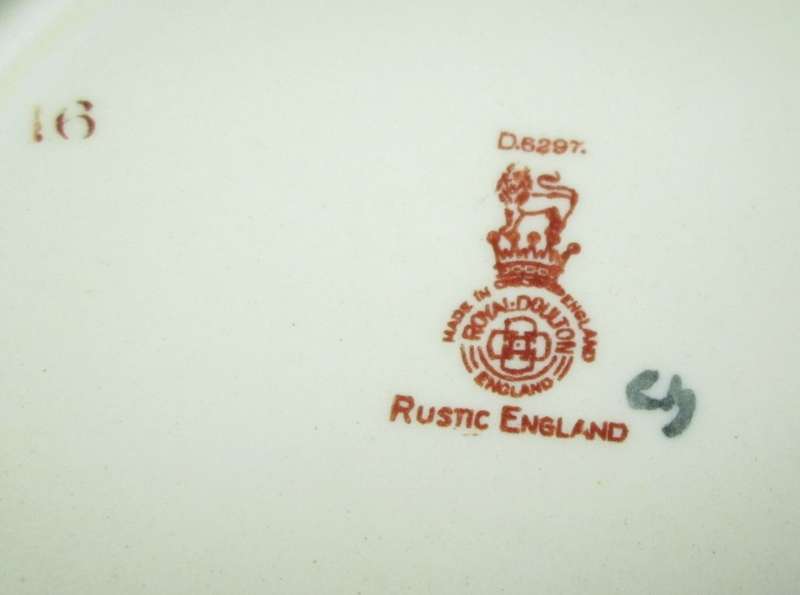 16
D.6297.
MADE IN ENGLAND
ROYAL·DOULTON
ENGLAND
RUSTIC ENGLAND